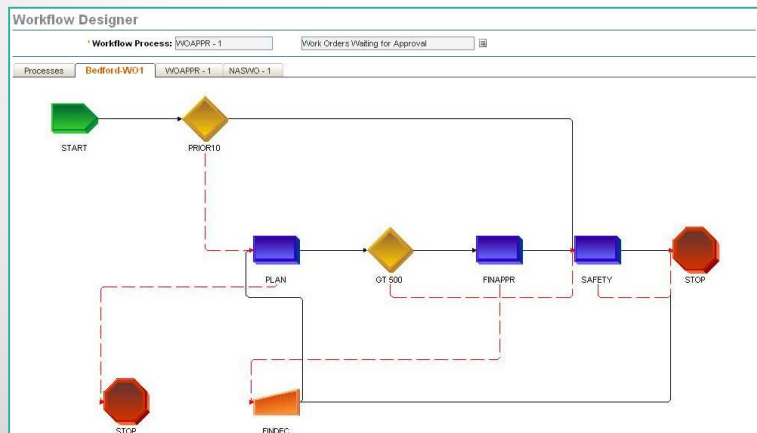 Workflow Designer
* Workflow Process: WOAPPR - 1 Work Orders Waiting for Approval
Processes Bedford-WO1 WOAPPR - 1 NASWO - 1
START PRIOR10
PLAN GT 500 FINAPPR SAFETY STOP
STOP FINDEC